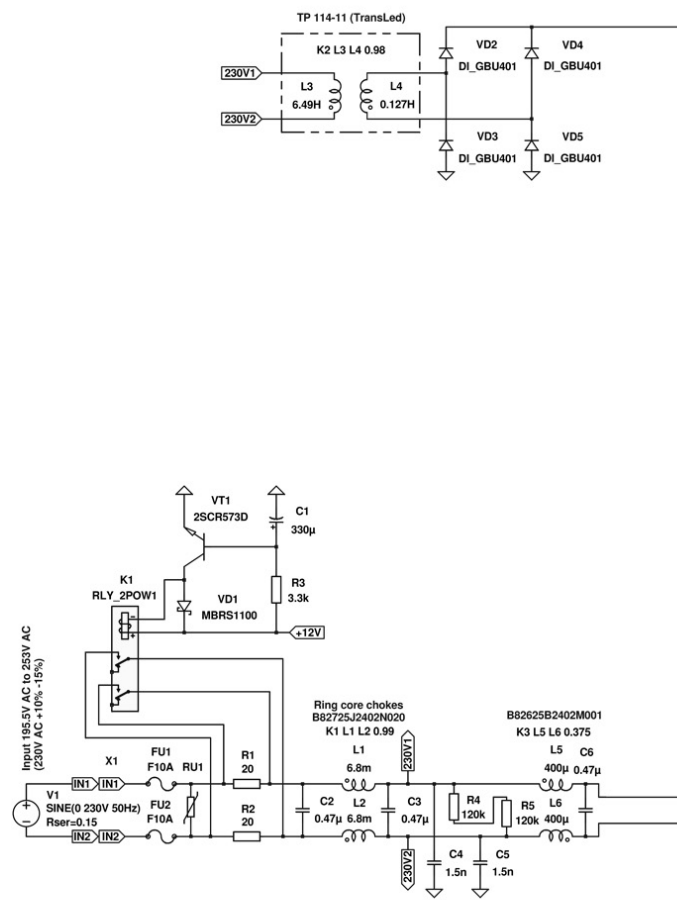 TP 114-11 (TransLed)
K2 L3 L4 0.98
VD2
DI_GBU401
VD4
DI_GBU401
230V1
L3
6.49H
L4
0.127H
230V2
VD3
DI_GBU401
VD5
DI_GBU401
VT1
2SCR573D
C1
330µ
K1
RLY_2POW1
R3
3.3k
VD1
MBRS1100
+12V
Input 195.5V AC to 253V AC
(230V AC +10% -15%)
Ring core chokes
B82725J2402N020
K1 L1 L2 0.99
B82625B2402M001
K3 L5 L6 0.375
X1
FU1
F10A
RU1
R1
20
L1
6.8m
230V1
L5
400µ
C6
0.47µ
IN1
IN1
V1
SINE(0 230V 50Hz)
Rser=0.15
FU2
F10A
R2
20
C2
0.47µ
L2
6.8m
C3
0.47µ
R4
120k
R5
120k
L6
400µ
IN2
IN2
230V2
C4
1.5n
C5
1.5n
+
−
−
+
+